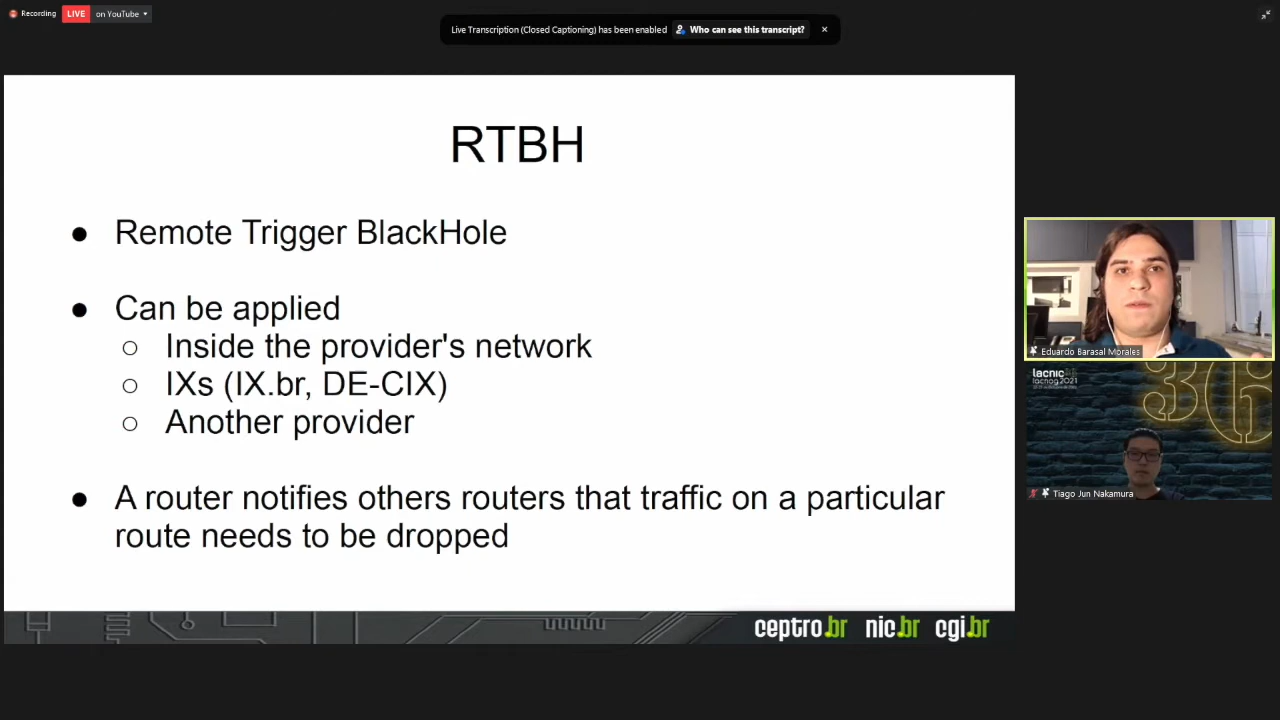 Recording
LIVE
on YouTube
Live Transcription (Closed Captioning) has been enabled
Who can see this transcript?
RTBH
● Remote Trigger BlackHole
● Can be applied
○ Inside the provider's network
○ IXs (IX.br, DE-CIX)
○ Another provider
● A router notifies others routers that traffic on a particular
route needs to be dropped
ceptro.br nic.br cgi.br
Eduardo Barasal Morales
lacnic 36
lacnog 2021
36
Tiago Jun Nakamura